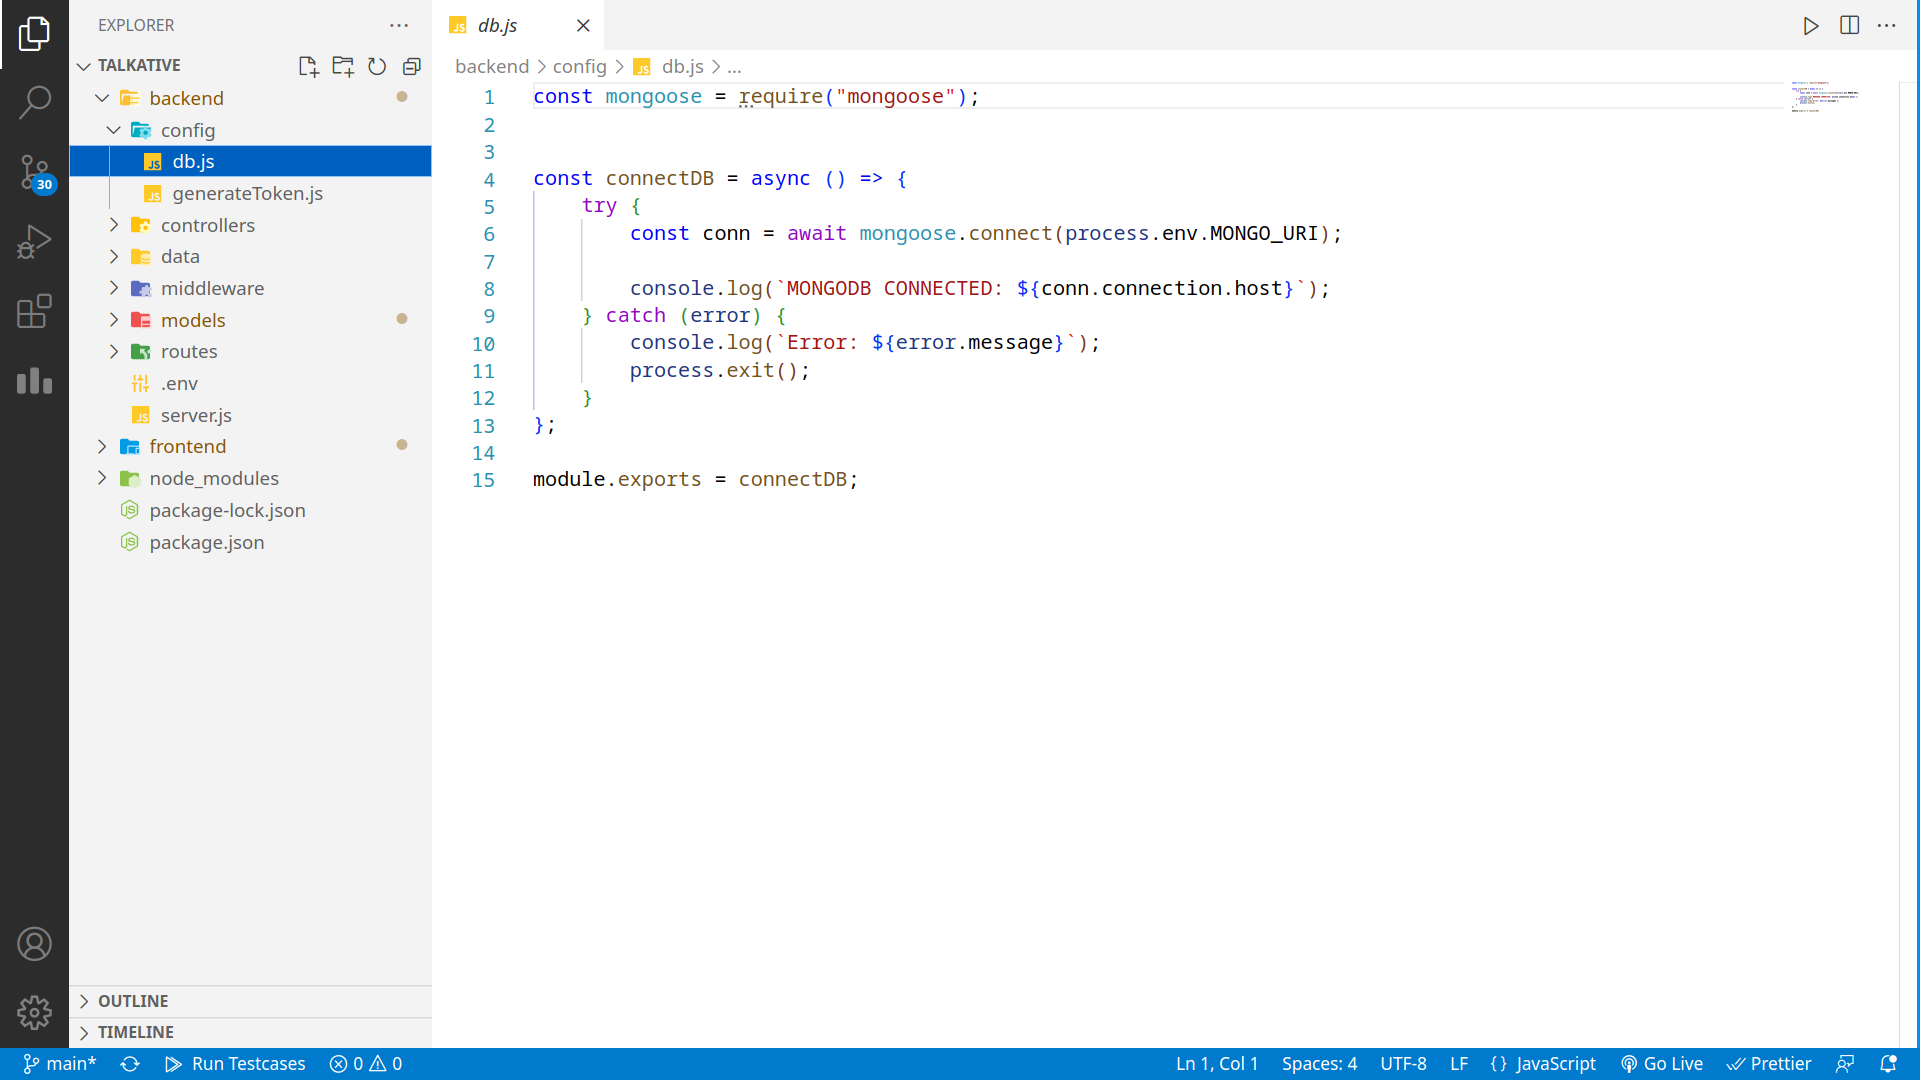 EXPLORER
TALKATIVE
backend
config
db.js
generateToken.js
controllers
data
middleware
models
routes
.env
server.js
frontend
node_modules
package-lock.json
package.json
OUTLINE
TIMELINE
30
db.js
backend > config > JS db.js > ...
1 const mongoose = require("mongoose");
2
3
4 const connectDB = async () => {
5 try {
6 const conn = await mongoose.connect(process.env.MONGO_URI);
7
8 console.log(`MONGODB CONNECTED: ${conn.connection.host}`);
9 } catch (error) {
10 console.log(`Error: ${error.message}`);
11 process.exit();
12 }
13 };
14
15 module.exports = connectDB;
main* Run Testcases 0 0 Ln 1, Col 1 Spaces: 4 UTF-8 LF {} JavaScript Go Live Prettier